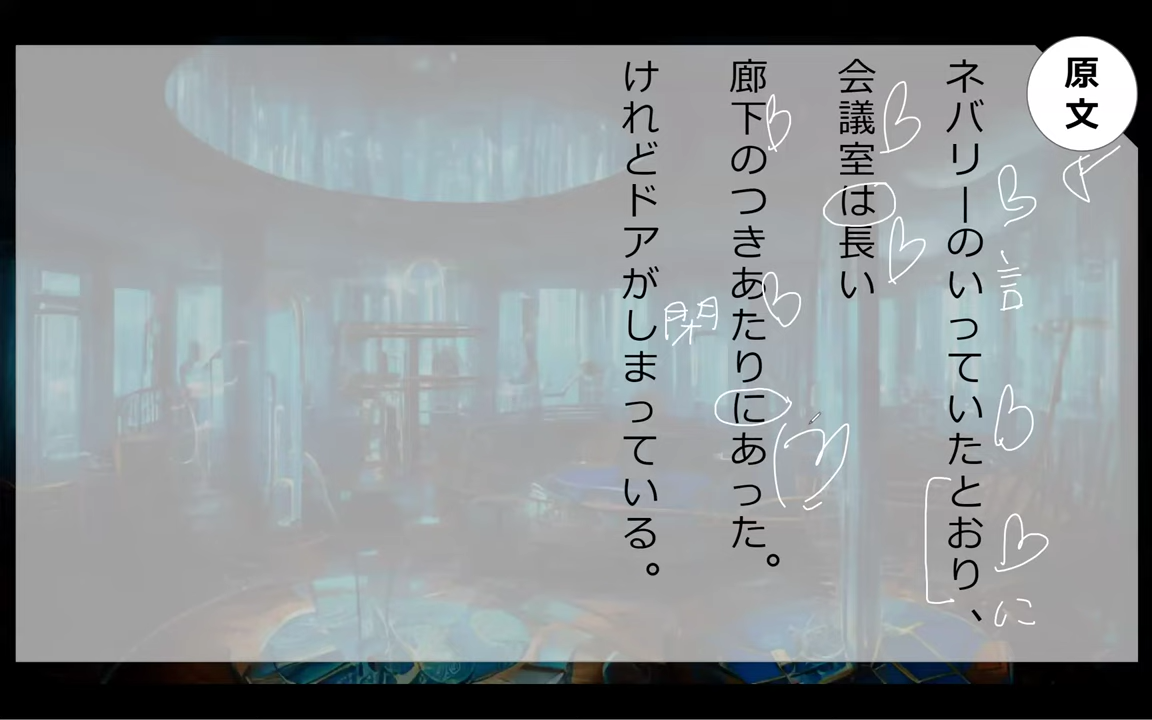 原文
ネバリーのいっていたとおり、
会議室は長い
廊下のつきあたりにあった。
けれどドアがしまっている。
言
に
閉